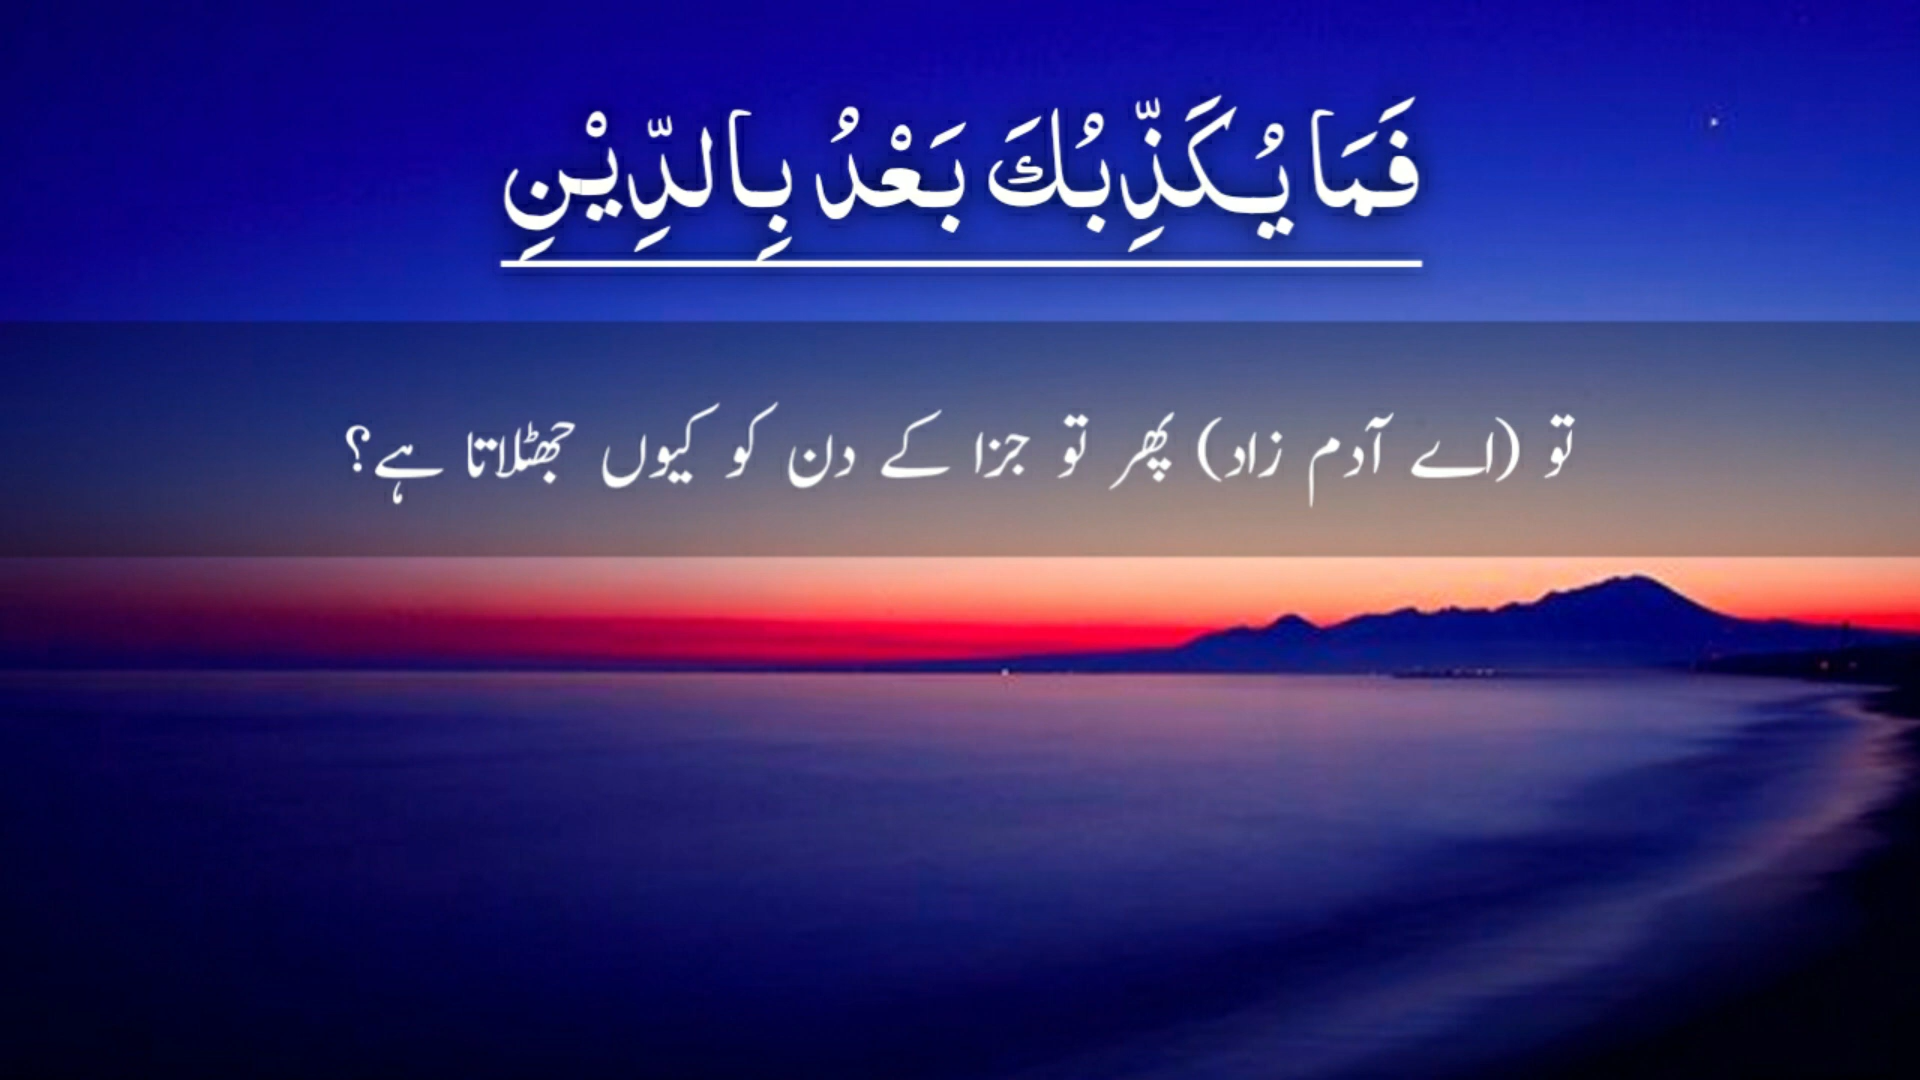 فَمَا يُكَذِّبُكَ بَعْدُ بِالدِّيْنِ
تو (اے آدم زاد) پھر تو جزا کے دن کو کیوں جھٹلاتا ہے؟